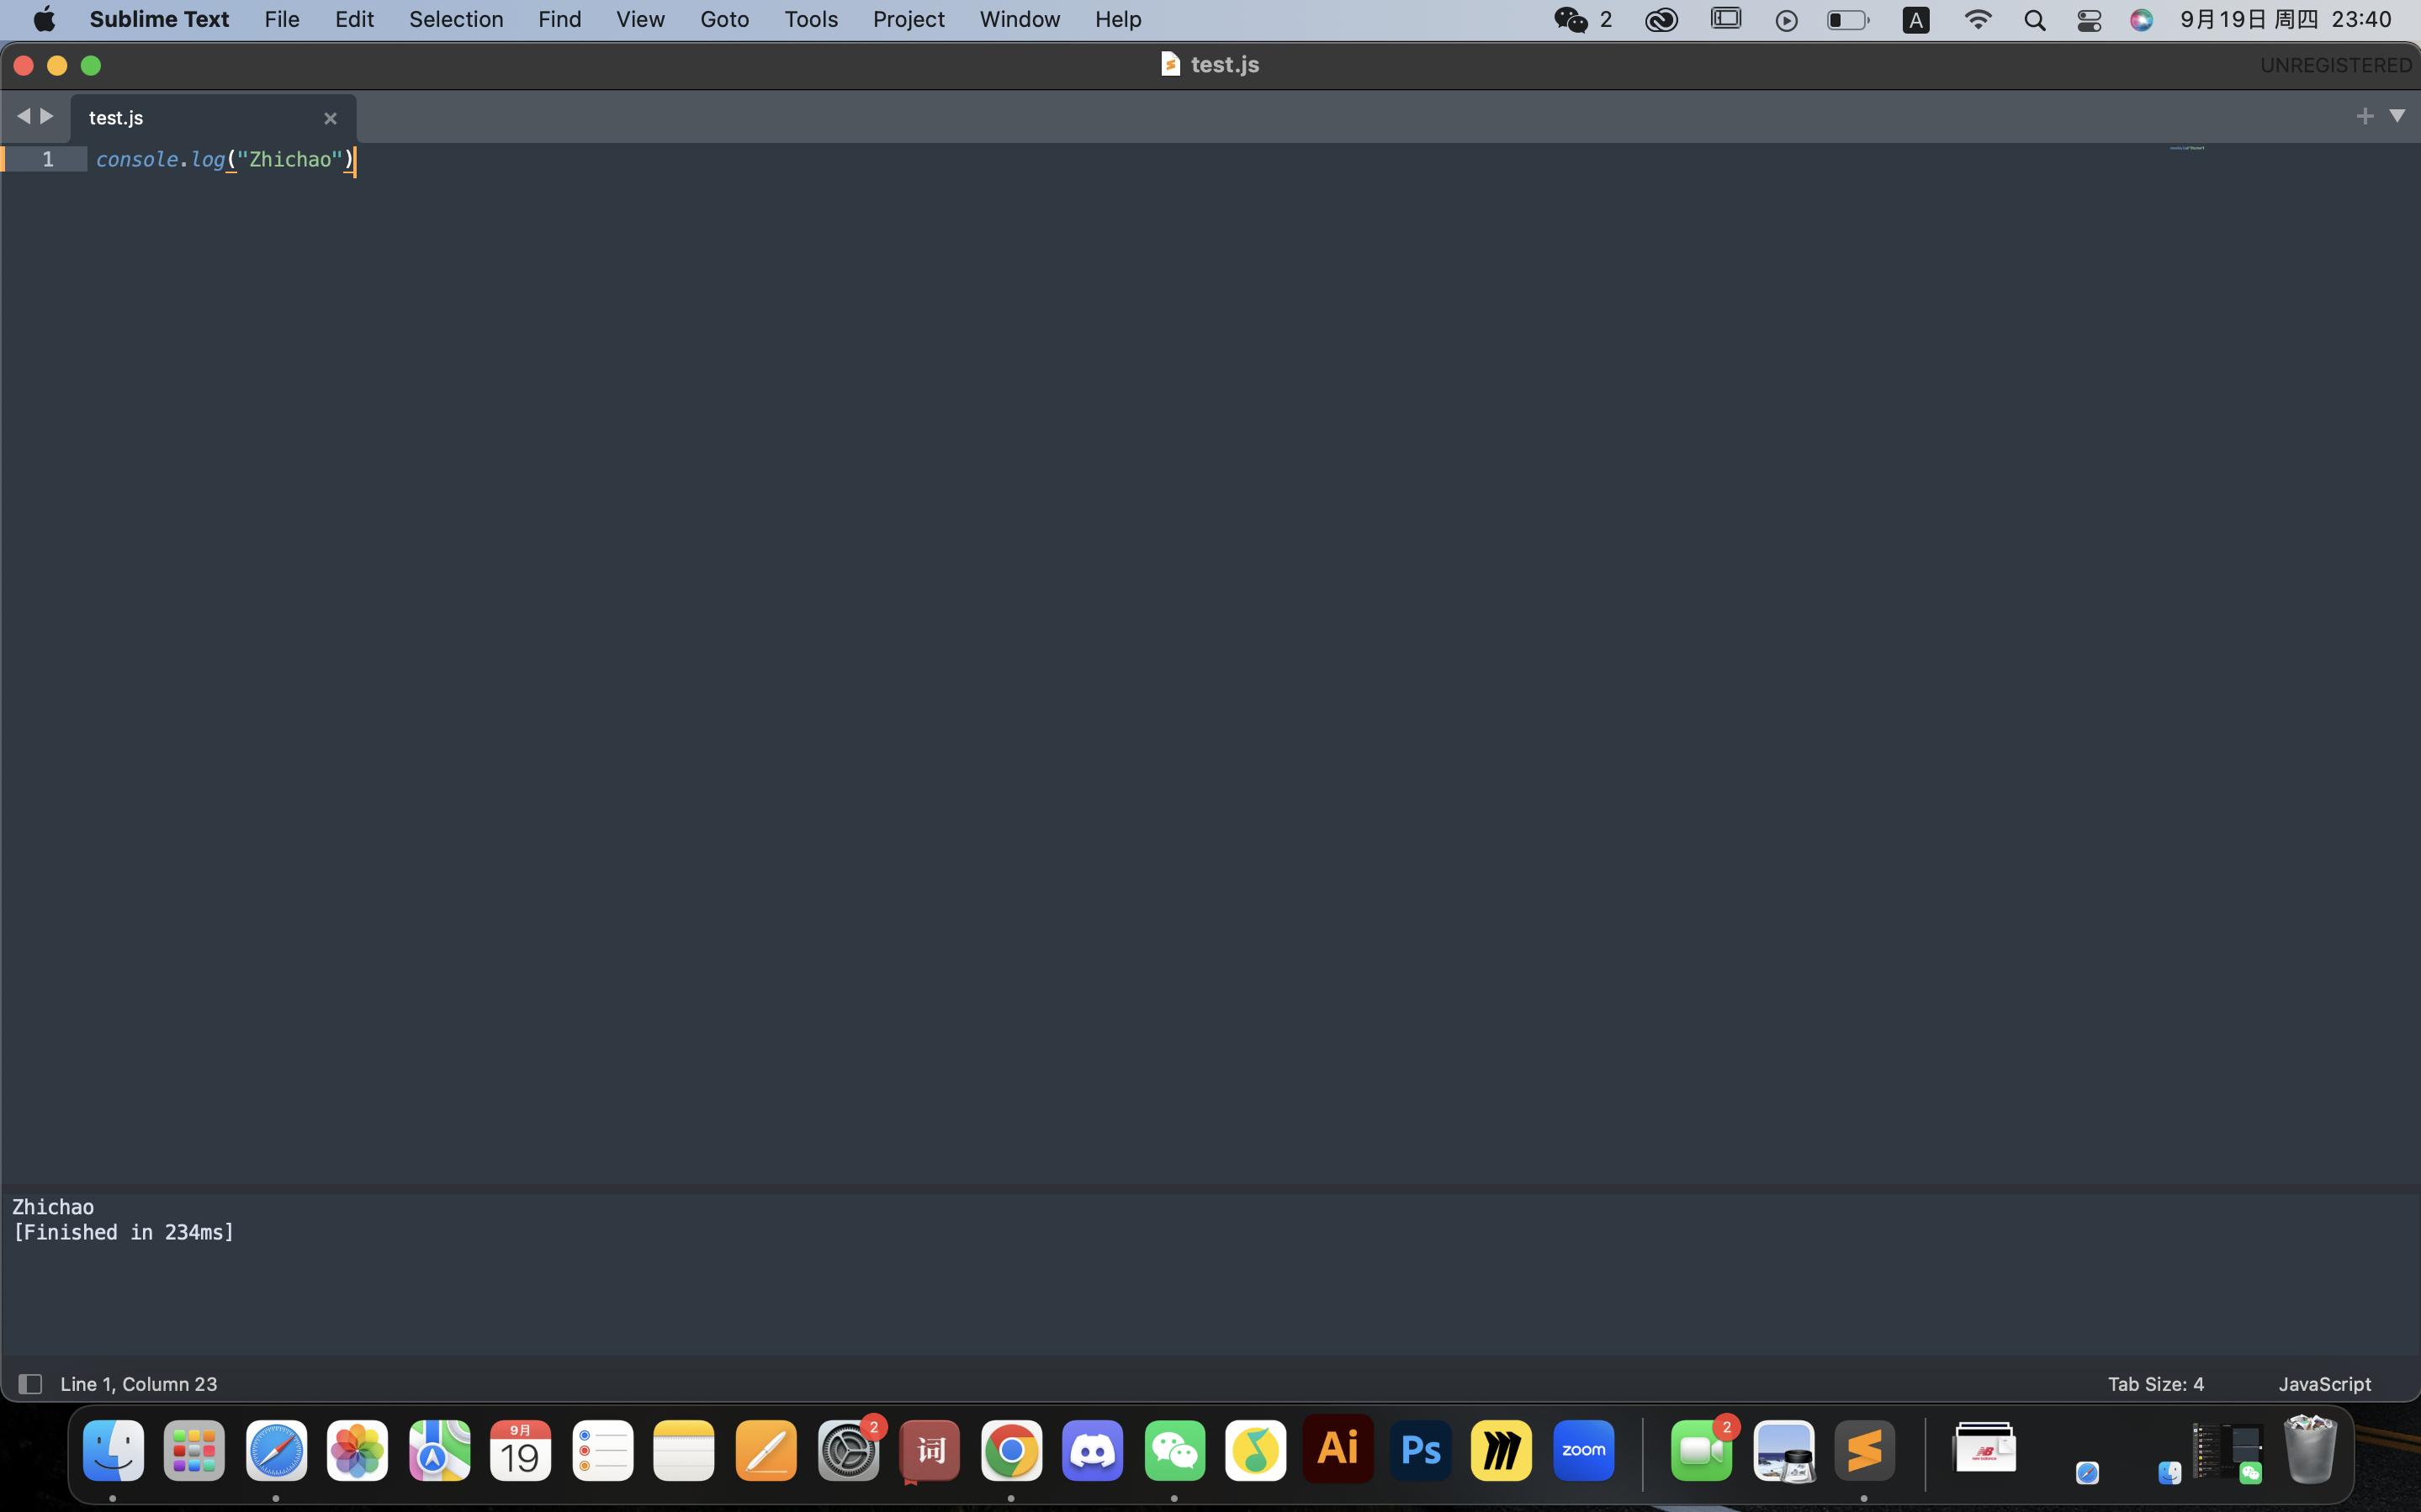 Sublime Text File Edit Selection Find View Goto Tools Project Window Help 2 A 9月19日 周四 23:40
test.js UNREGISTERED
test.js
1 console.log("Zhichao")
Zhichao
[Finished in 234ms]
Line 1, Column 23 Tab Size: 4 JavaScript
9月
19
2
词
Ai
Ps
zoom
2